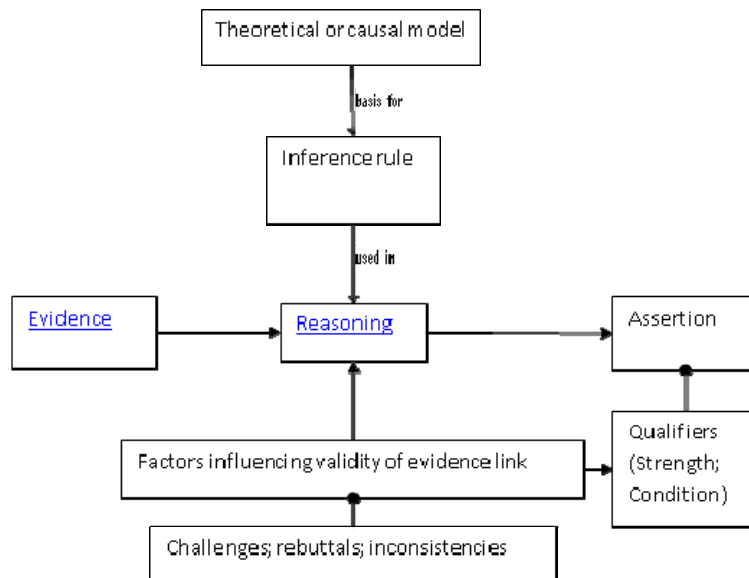 Theoretical or causal model
basis for
Inference rule
used in
Evidence
Reasoning
Assertion
Factors influencing validity of evidence link
Qualifiers
(Strength;
Condition)
Challenges; rebuttals; inconsistencies